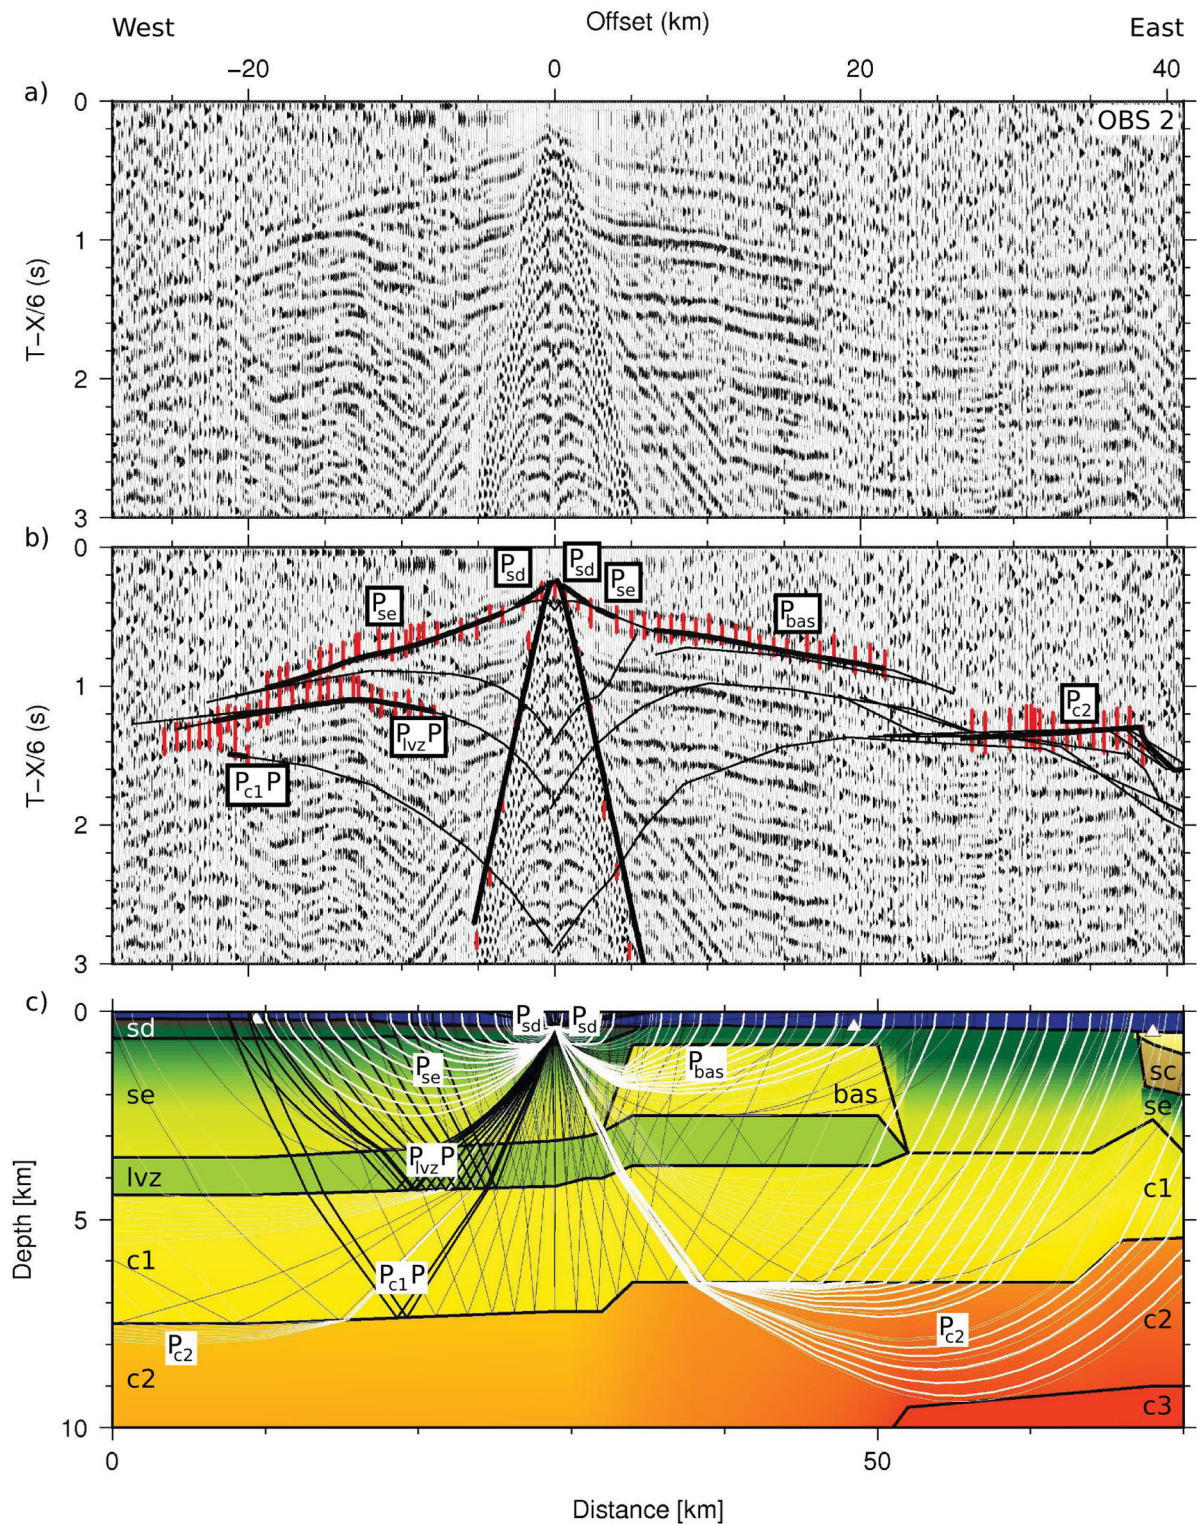 West Offset (km) East
−20 0 20 40
a)
OBS 2
0
1
2
3
T−X/6 (s)
b)
0
1
2
3
T−X/6 (s)
Psd Psd
Pse Pse
Pbas
PlvzP
Pc2
Pc1P
c)
0
5
10
Depth [km]
sd Psd Psd
Pse Pbas sc
se bas se
PlvzP
lvz c1
c1 Pc1P
Pc2 Pc2 c2
c2 c3
0 50
Distance [km]